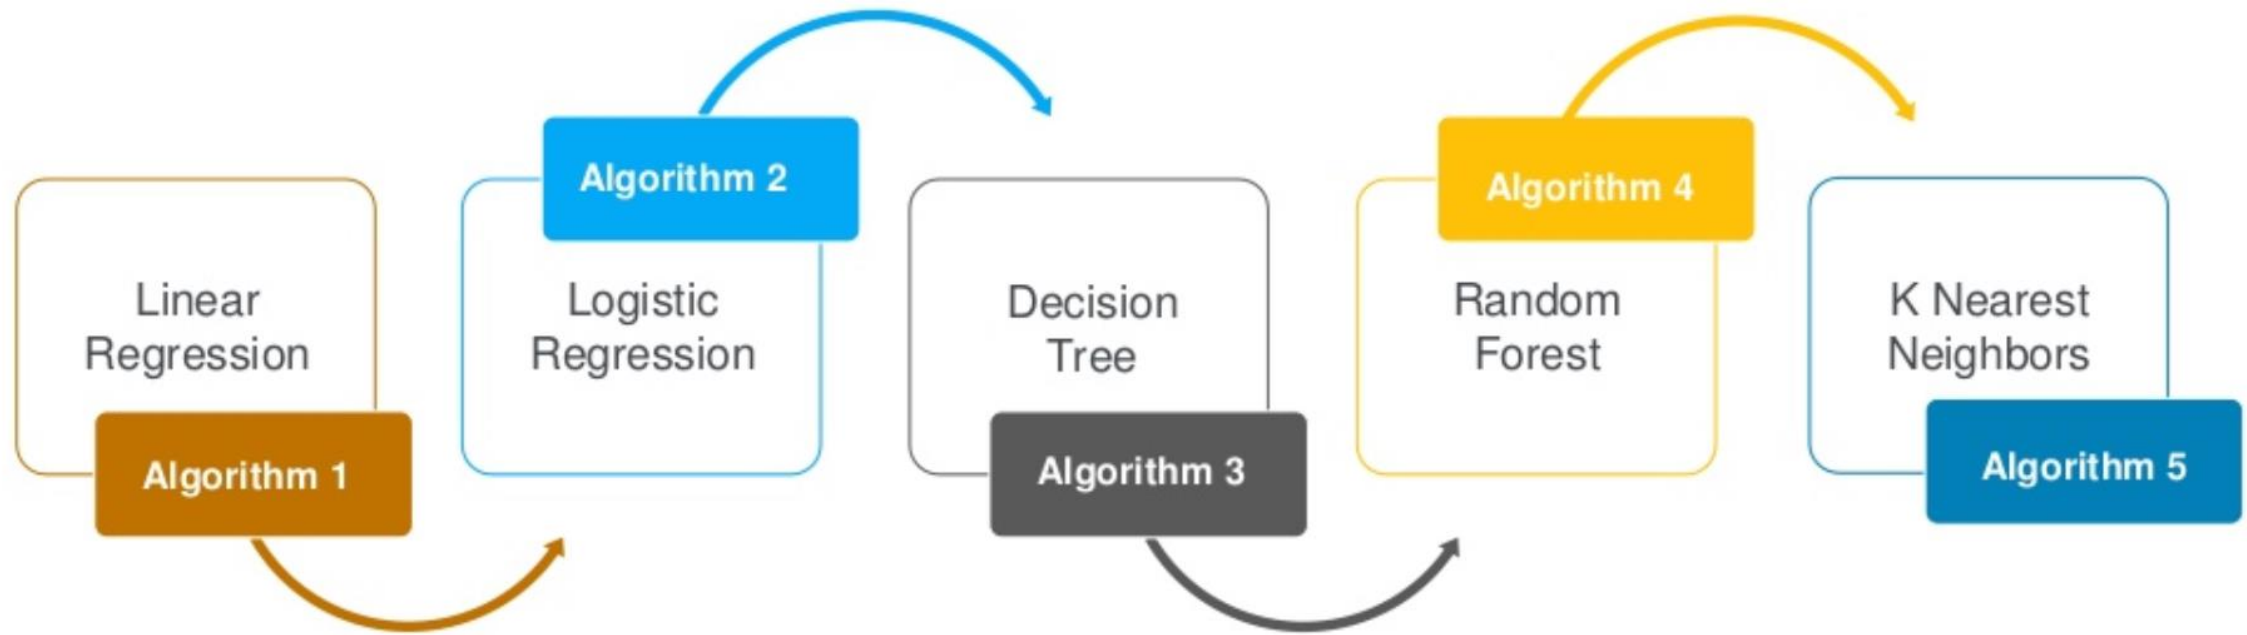 Linear
Regression
Algorithm 1
Algorithm 2
Logistic
Regression
Decision
Tree
Algorithm 3
Algorithm 4
Random
Forest
K Nearest
Neighbors
Algorithm 5